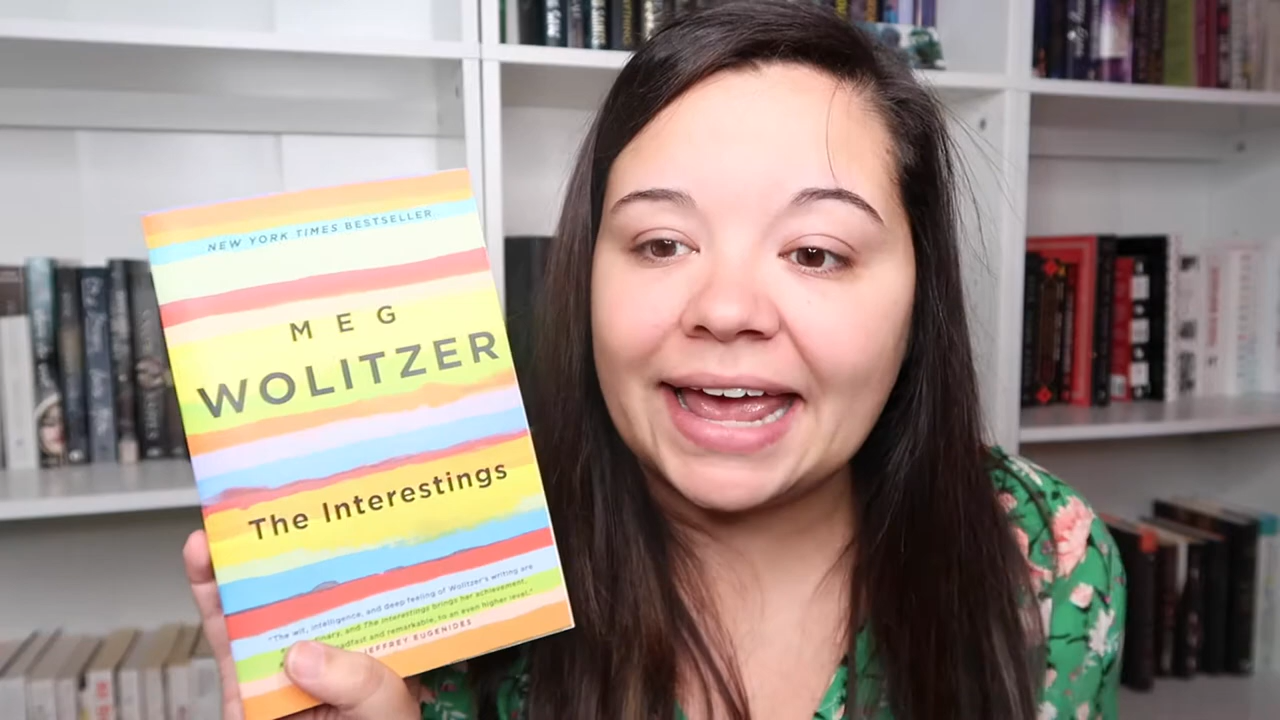 NEW YORK TIMES BESTSELLER
MEG
WOLITZER
The Interestings
"The wit, intelligence, and deep feeling of Wolitzer's writing are
and The Interestings brings her achievement,
and remarkable, to an even higher level."
JEFFREY EUGENIDES